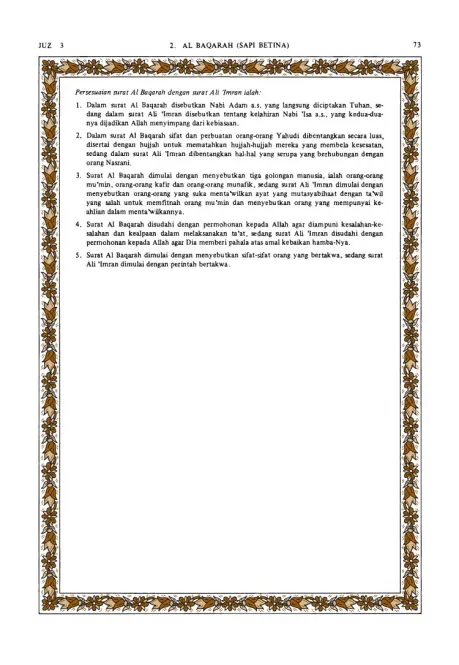 JUZ 3 2. AL BAQARAH (SAPI BETINA) 73
Persesuaian surat Al Baqarah dengan surat Ali 'Imran ialah:
1. Dalam surat Al Baqarah disebutkan Nabi Adam a.s. yang langsung diciptakan Tuhan, se-
dang dalam surat Ali 'Imran disebutkan tentang kelahiran Nabi 'Isa a.s., yang kedua-dua-
nya dijadikan Allah menyimpang dari kebiasaan.
2. Dalam surat Al Baqarah sifat dan perbuatan orang-orang Yahudi dibentangkan secara luas,
disertai dengan hujjah untuk mematahkan hujjah-hujjah mereka yang membela kesesatan,
sedang dalam surat Ali 'Imran dibentangkan hal-hal yang serupa yang berhubungan dengan
orang Nasrani.
3. Surat Al Baqarah dimulai dengan menyebutkan tiga golongan manusia, ialah orang-orang
mu'min, orang-orang kafir dan orang-orang munafik, sedang surat Ali 'Imran dimulai dengan
menyebutkan orang-orang yang suka menta'wilkan ayat yang mutasyabihaat dengan ta'wil
yang salah untuk memfitnah orang mu'min dan menyebutkan orang yang mempunyai ke-
ahlian dalam menta'wilkannya.
4. Surat Al Baqarah disudahi dengan permohonan kepada Allah agar diampuni kesalahan-ke-
salahan dan kealpaan dalam melaksanakan ta'at, sedang surat Ali 'Imran disudahi dengan
permohonan kepada Allah agar Dia memberi pahala atas amal kebaikan hamba-Nya.
5. Surat Al Baqarah dimulai dengan menyebutkan sifat-sifat orang yang bertakwa, sedang surat
Ali 'Imran dimulai dengan perintah bertakwa.